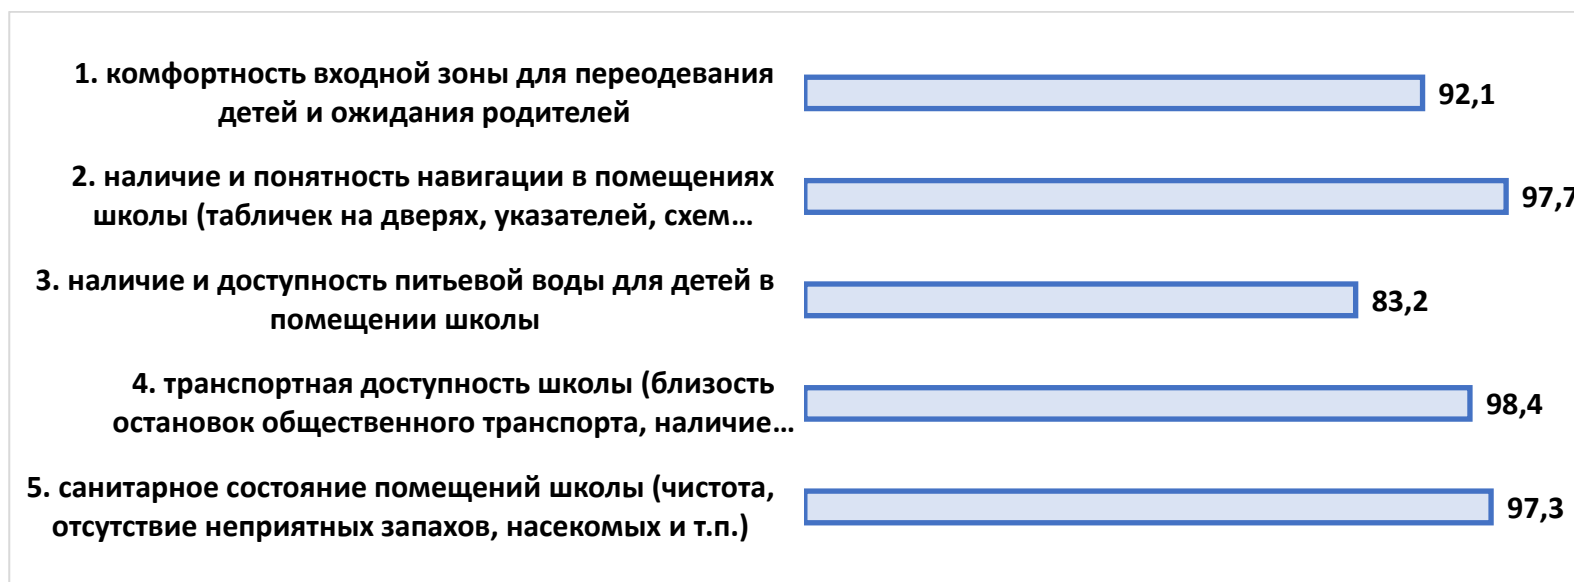 1. комфортность входной зоны для переодевания
детей и ожидания родителей
92,1
2. наличие и понятность навигации в помещениях
школы (табличек на дверях, указателей, схем…
97,7
3. наличие и доступность питьевой воды для детей в
помещении школы
83,2
4. транспортная доступность школы (близость
остановок общественного транспорта, наличие…
98,4
5. санитарное состояние помещений школы (чистота,
отсутствие неприятных запахов, насекомых и т.п.)
97,3